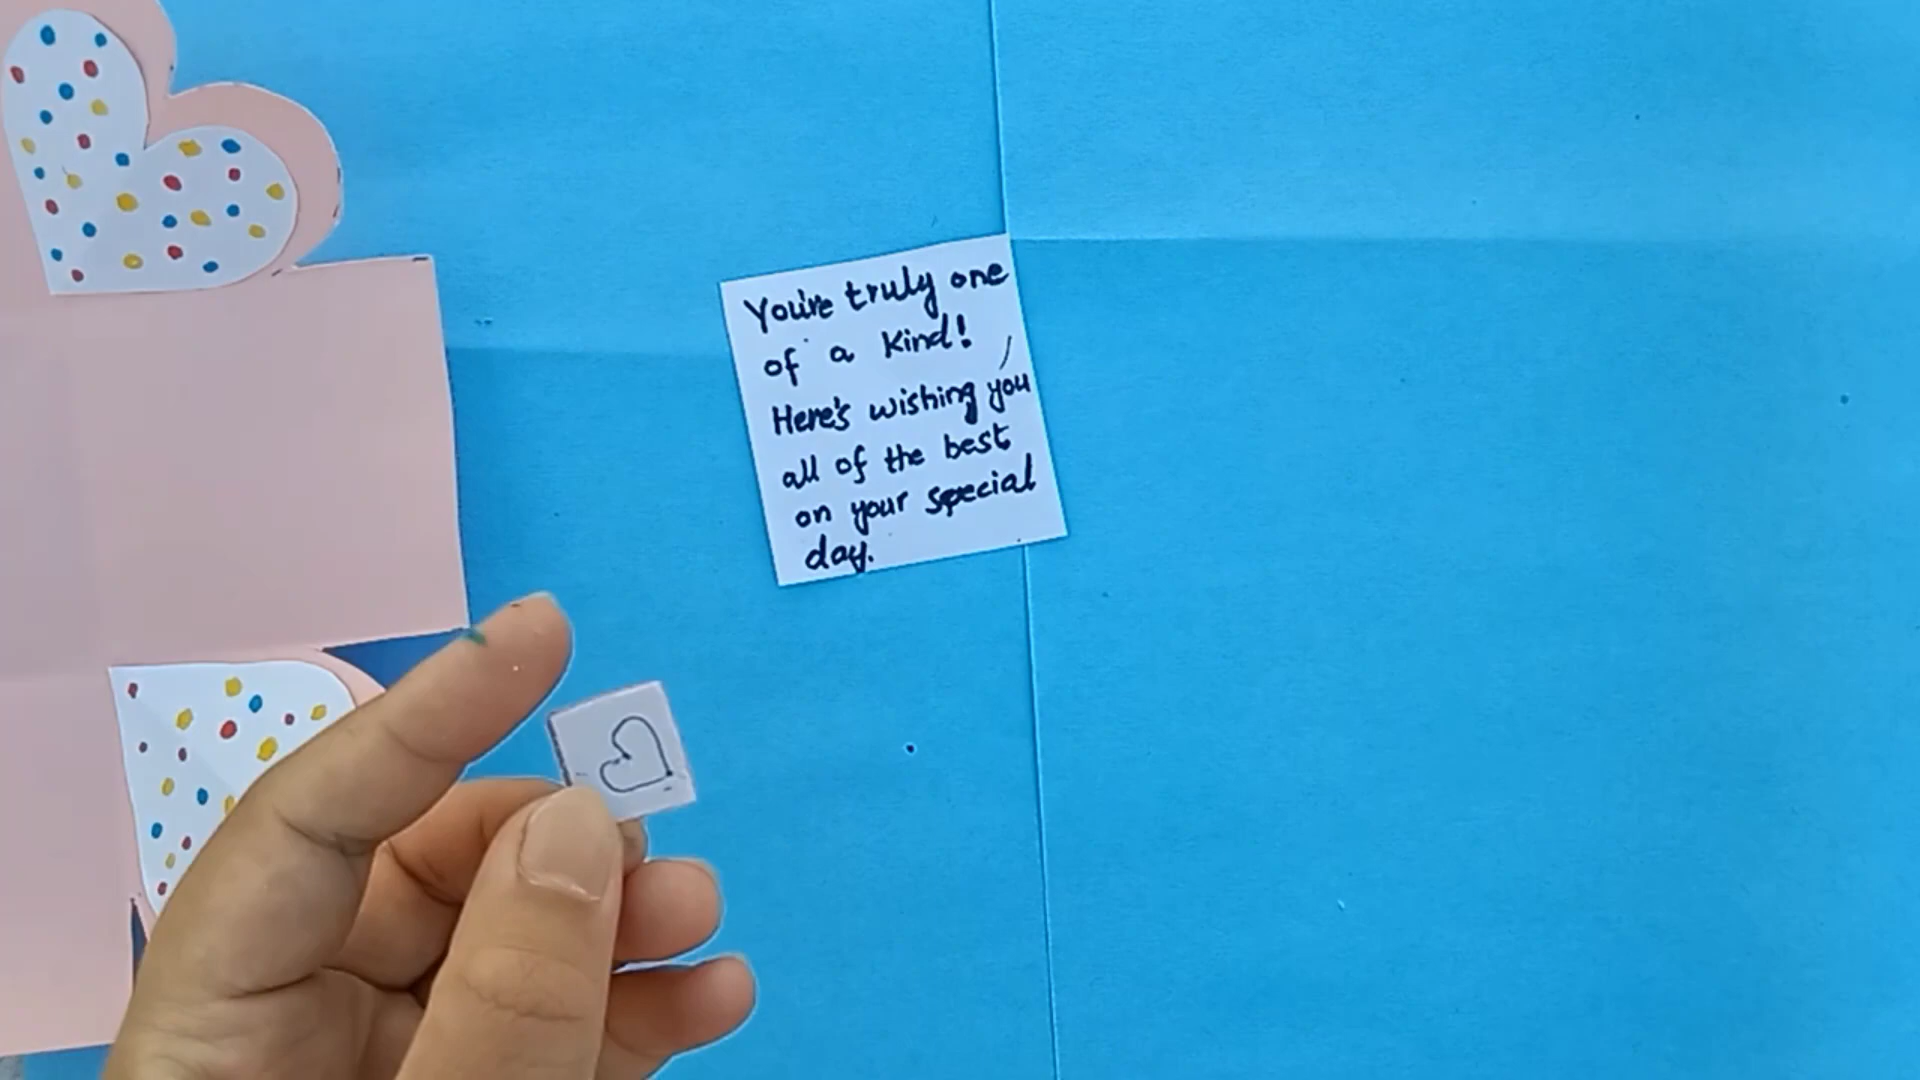 You're truly one
of a kind!
Here's wishing you
all of the best
on your special
day.